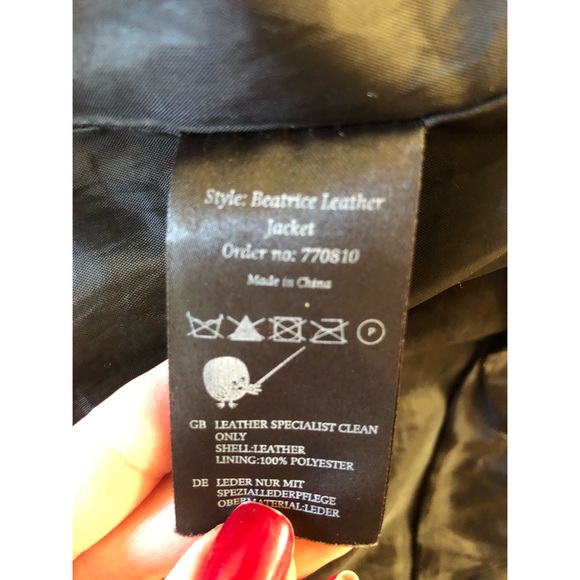 Style: Beatrice Leather
Jacket
Order no: 770810
Made in China
P
GB LEATHER SPECIALIST CLEAN
ONLY
SHELL:LEATHER
LINING:100% POLYESTER
DE LEDER NUR MIT
SPEZIALLEDERPFLEGE
OBERMATERIAL:LEDER